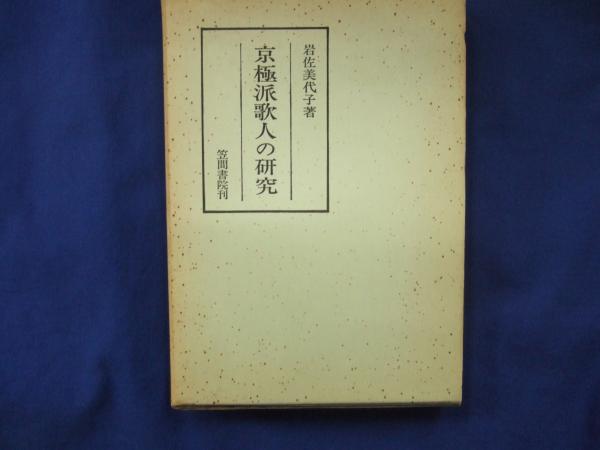 岩佐美代子著
京極派歌人の研究
笠間書院刊